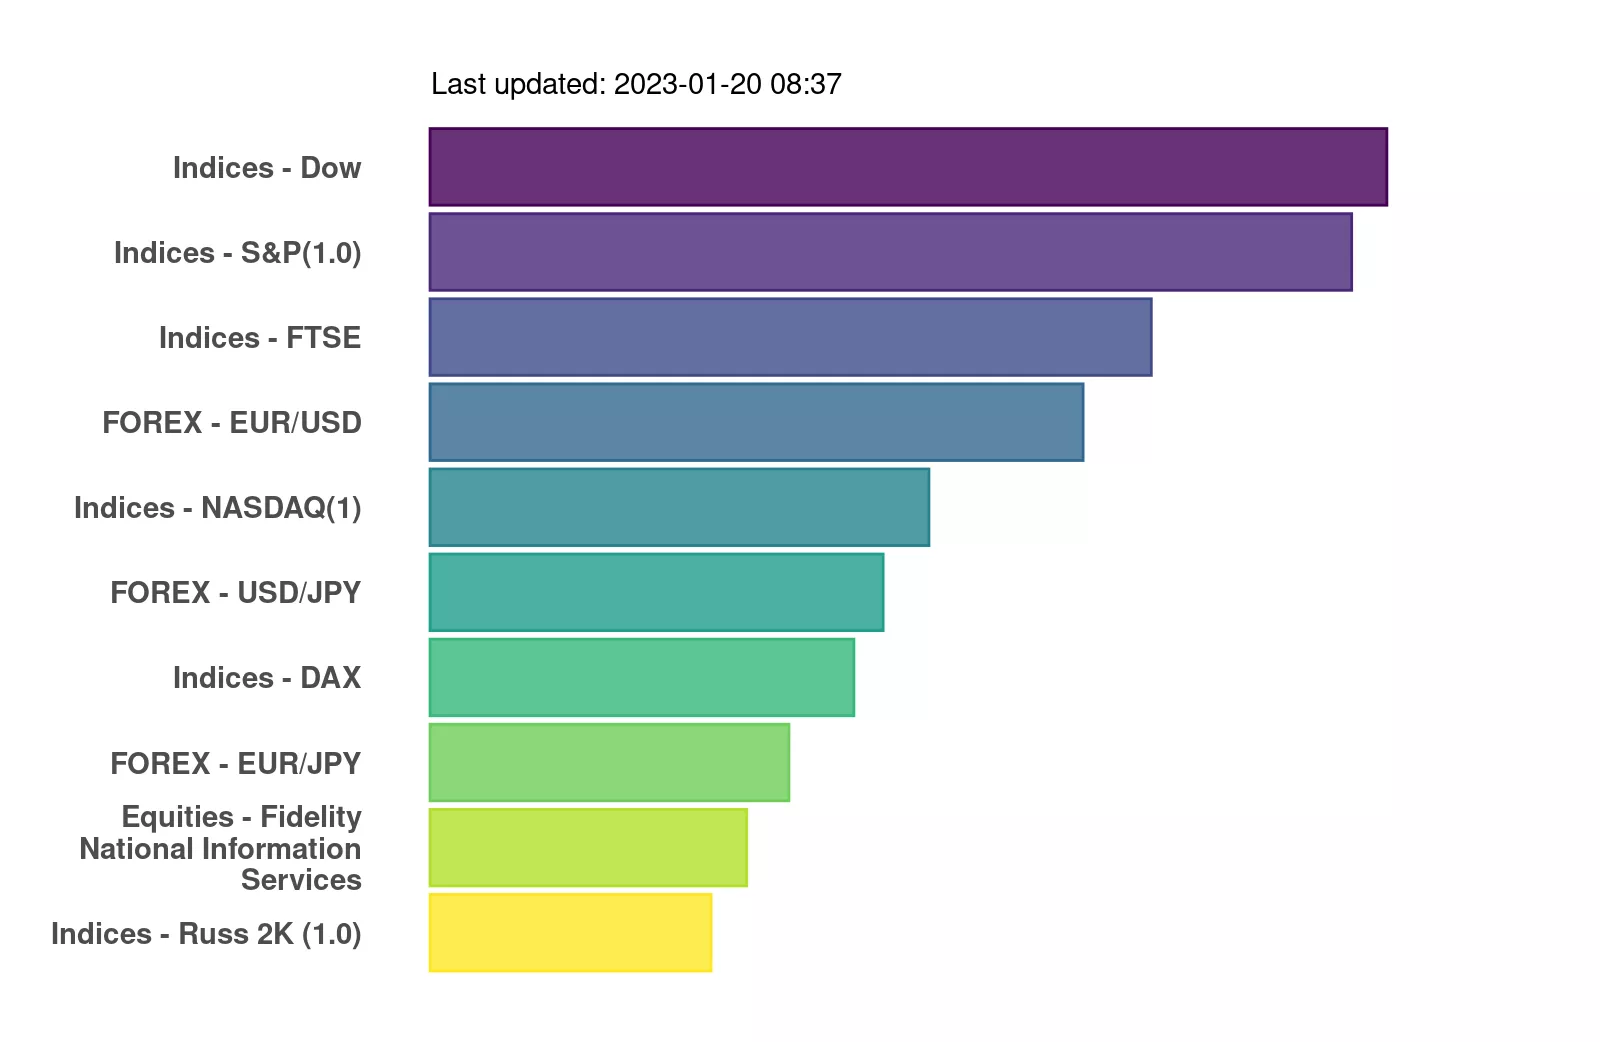 Last updated: 2023-01-20 08:37
Indices - Dow
Indices - S&P(1.0)
Indices - FTSE
FOREX - EUR/USD
Indices - NASDAQ(1)
FOREX - USD/JPY
Indices - DAX
FOREX - EUR/JPY
Equities - Fidelity
National Information
Services
Indices - Russ 2K (1.0)